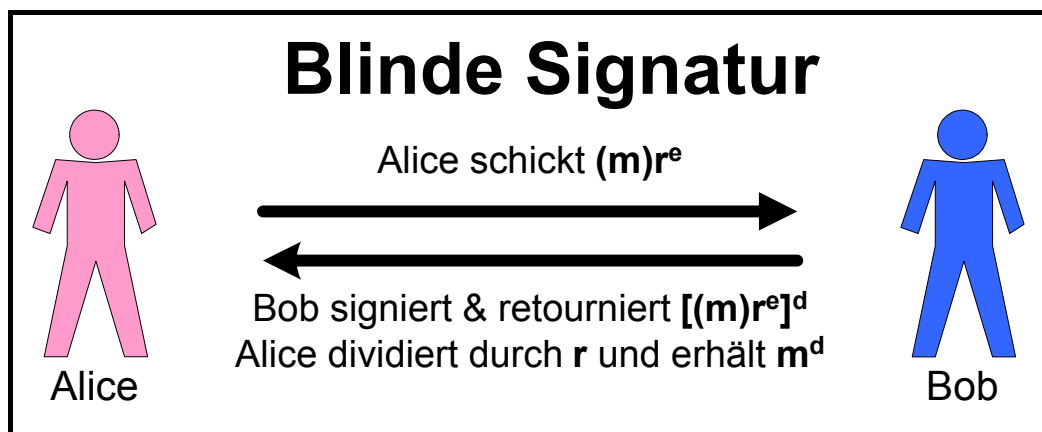 Blinde Signatur
Alice schickt (m)rᵉ
Bob signiert & retourniert [(m)rᵉ]ᵈ
Alice dividiert durch r und erhält mᵈ
Alice
Bob